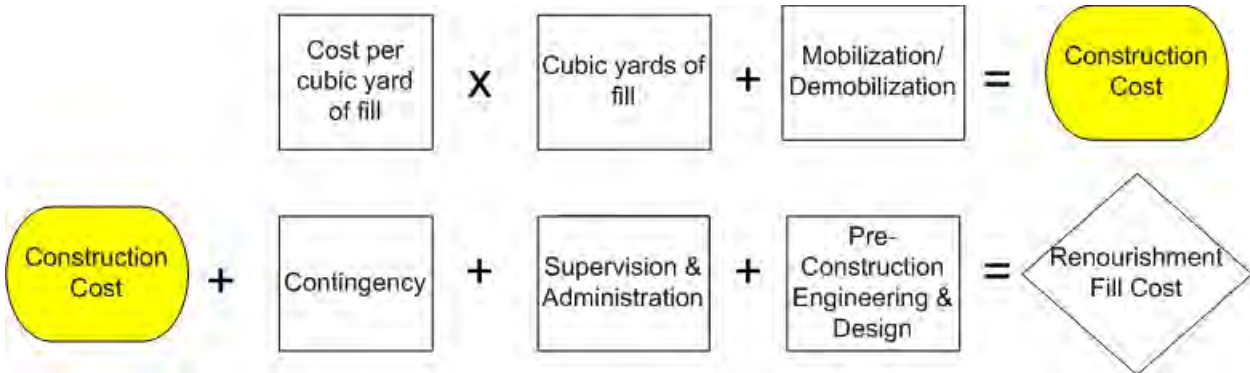 Cost per
cubic yard
of fill
X
Cubic yards of
fill
+
Mobilization/
Demobilization
=
Construction
Cost
Construction
Cost
+
Contingency
+
Supervision &
Administration
+
Pre-
Construction
Engineering &
Design
=
Renourishment
Fill Cost